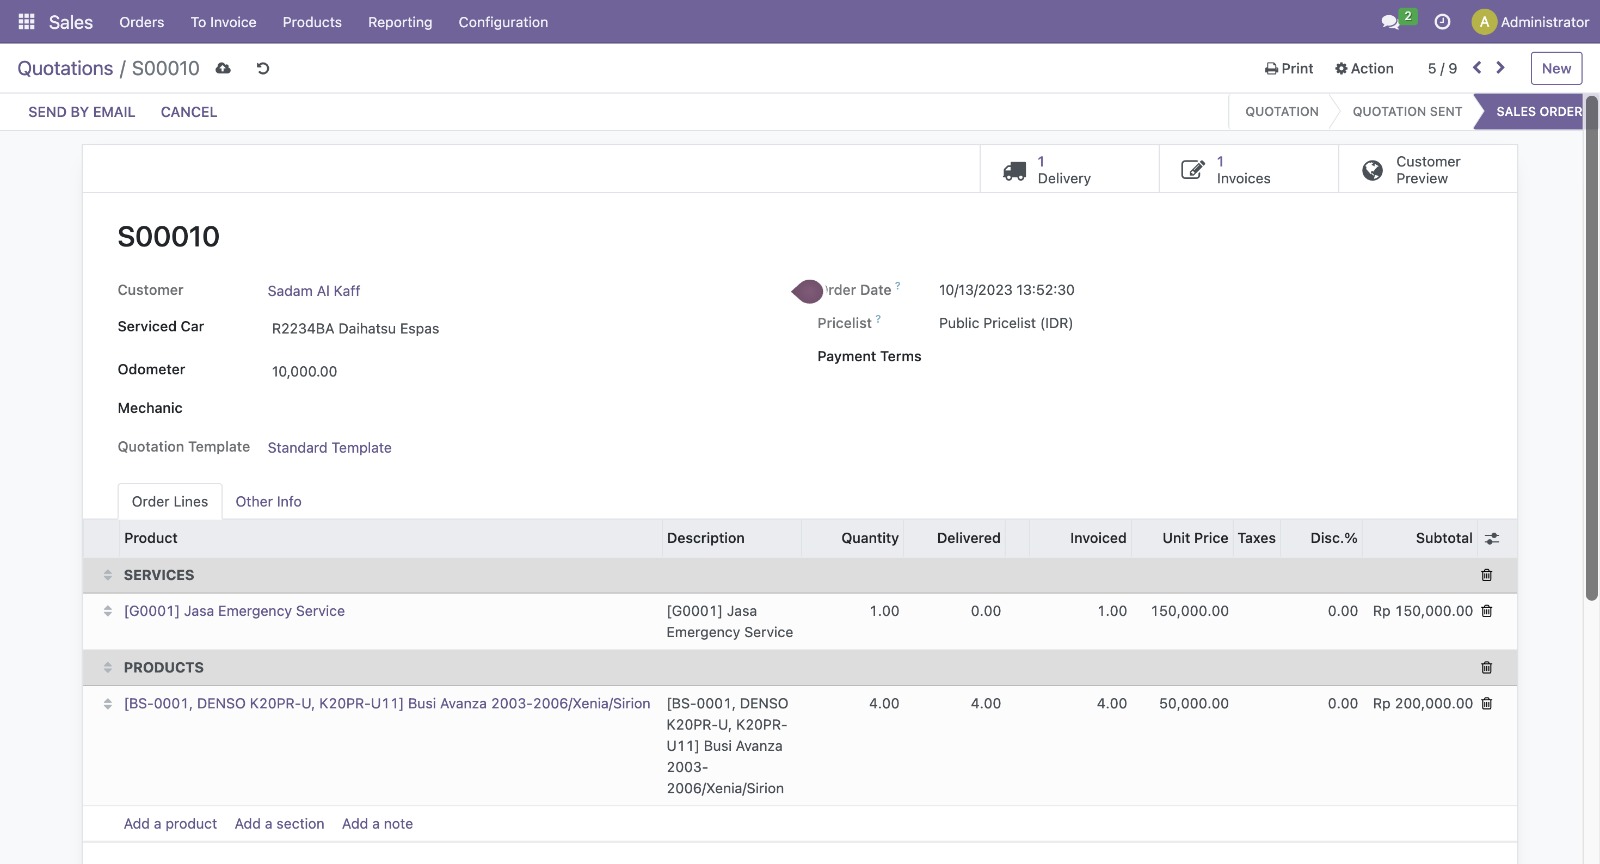 Sales Orders To Invoice Products Reporting Configuration 2 A Administrator
Quotations / S00010 Print Action 5 / 9 New
SEND BY EMAIL CANCEL QUOTATION QUOTATION SENT SALES ORDER
1 Delivery 1 Invoices Customer Preview
S00010
Customer Sadam Al Kaff rder Date ? 10/13/2023 13:52:30
Serviced Car R2234BA Daihatsu Espas Pricelist ? Public Pricelist (IDR)
Odometer 10,000.00 Payment Terms
Mechanic
Quotation Template Standard Template
Order Lines Other Info
Product Description Quantity Delivered Invoiced Unit Price Taxes Disc.% Subtotal
SERVICES
[G0001] Jasa Emergency Service [G0001] Jasa 1.00 0.00 1.00 150,000.00 0.00 Rp 150,000.00
Emergency Service
PRODUCTS
[BS-0001, DENSO K20PR-U, K20PR-U11] Busi Avanza 2003-2006/Xenia/Sirion [BS-0001, DENSO 4.00 4.00 4.00 50,000.00 0.00 Rp 200,000.00
K20PR-U, K20PR-
U11] Busi Avanza
2003-
2006/Xenia/Sirion
Add a product Add a section Add a note